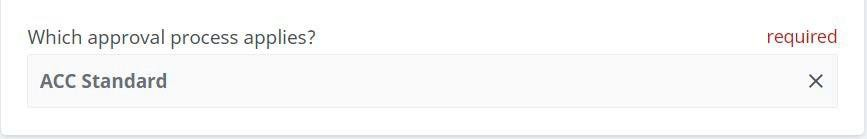 Which approval process applies? required
ACC Standard